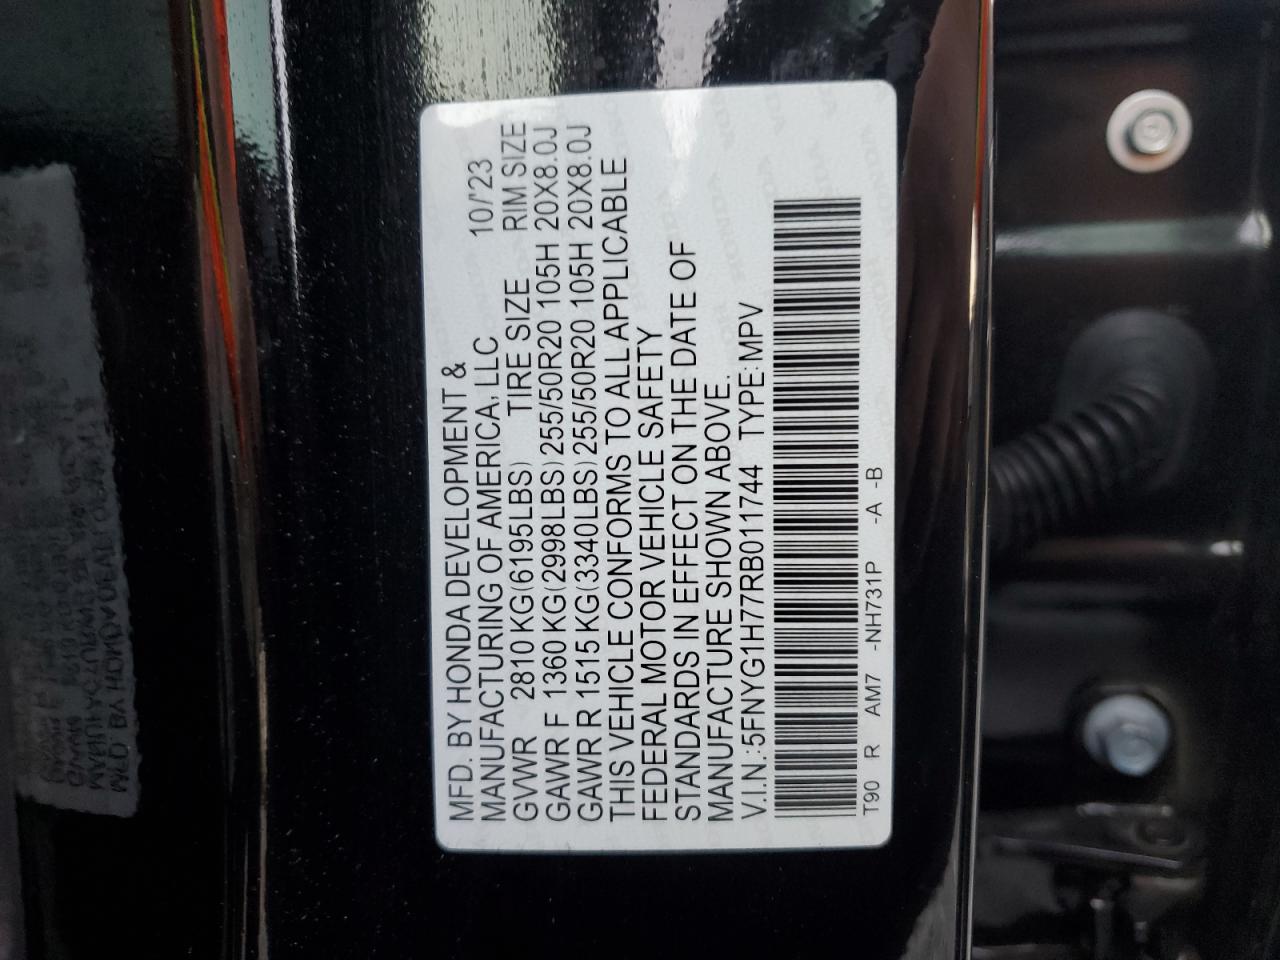 MFD. BY HONDA DEVELOPMENT &
MANUFACTURING OF AMERICA, LLC 10/'23
GVWR 2810 KG(6195LBS) TIRE SIZE RIM SIZE
GAWR F 1360 KG(2998LBS) 255/50R20 105H 20X8.0J
GAWR R 1515 KG(3340LBS) 255/50R20 105H 20X8.0J
THIS VEHICLE CONFORMS TO ALL APPLICABLE
FEDERAL MOTOR VEHICLE SAFETY
STANDARDS IN EFFECT ON THE DATE OF
MANUFACTURE SHOWN ABOVE.
V.I.N.:5FNYG1H77RB011744 TYPE:MPV
T90 R AM7 -NH731P -A -B